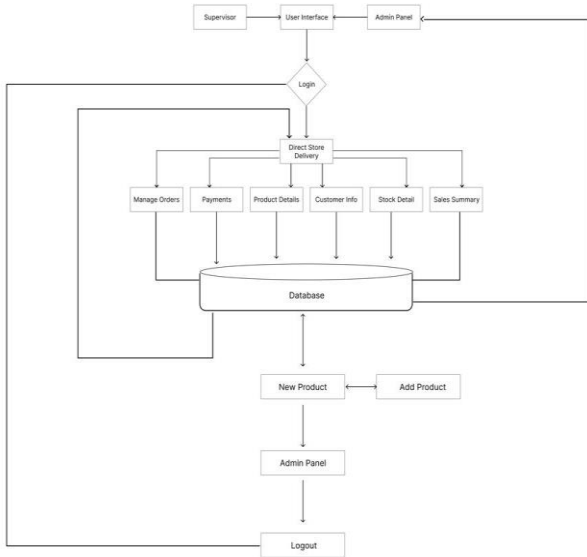 Supervisor
User Interface
Admin Panel
Login
Direct Store
Delivery
Manage Orders
Payments
Product Details
Customer Info
Stock Detail
Sales Summary
Database
New Product
Add Product
Admin Panel
Logout